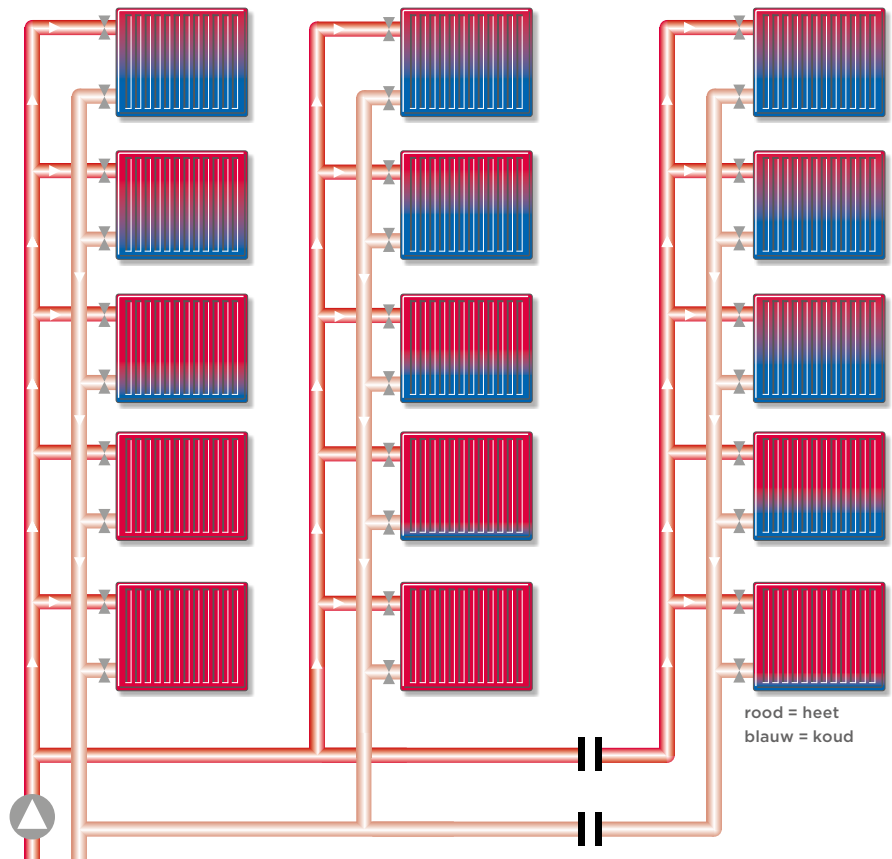 rood = heet
blauw = koud